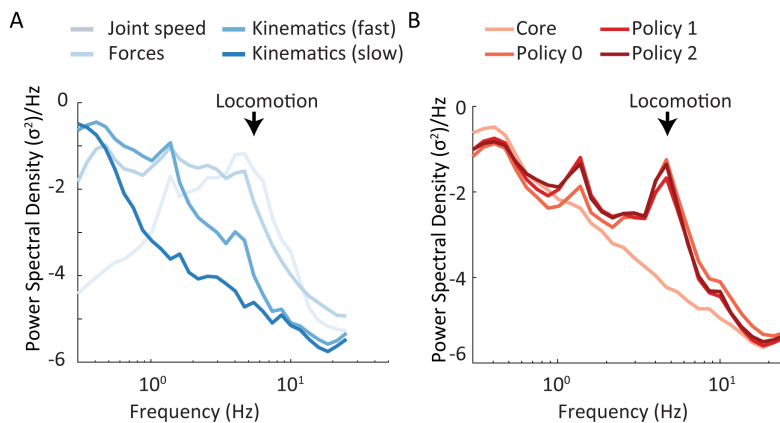 A
Joint speed
Kinematics (fast)
Forces
Kinematics (slow)
Locomotion
Power Spectral Density (σ²)/Hz
0
-2
-4
-6
10⁰
10¹
Frequency (Hz)
B
Core
Policy 1
Policy 0
Policy 2
Locomotion
Power Spectral Density (σ²)/Hz
0
-2
-4
-6
10⁰
10¹
Frequency (Hz)